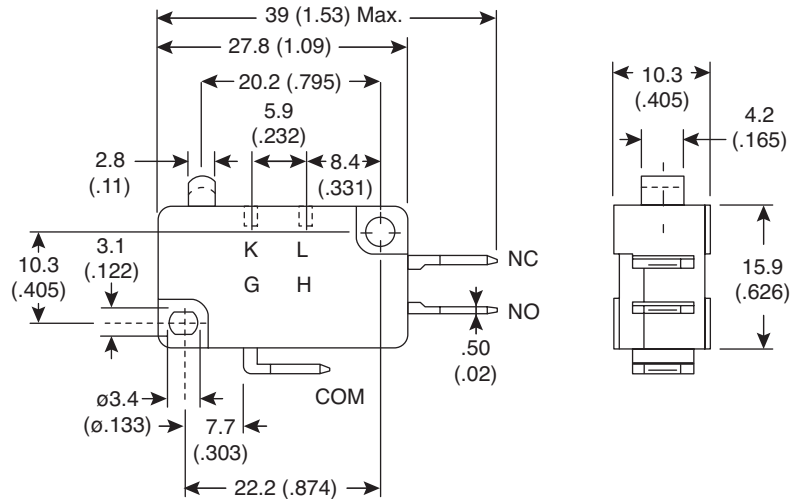 39 (1.53) Max.
27.8 (1.09)
20.2 (.795)
5.9
(.232)
2.8
(.11)
8.4
(.331)
10.3
(.405)
4.2
(.165)
K L
G H
10.3
(.405)
3.1
(.122)
NC
NO
15.9
(.626)
.50
(.02)
COM
ø3.4
(ø.133)
7.7
(.303)
22.2 (.874)